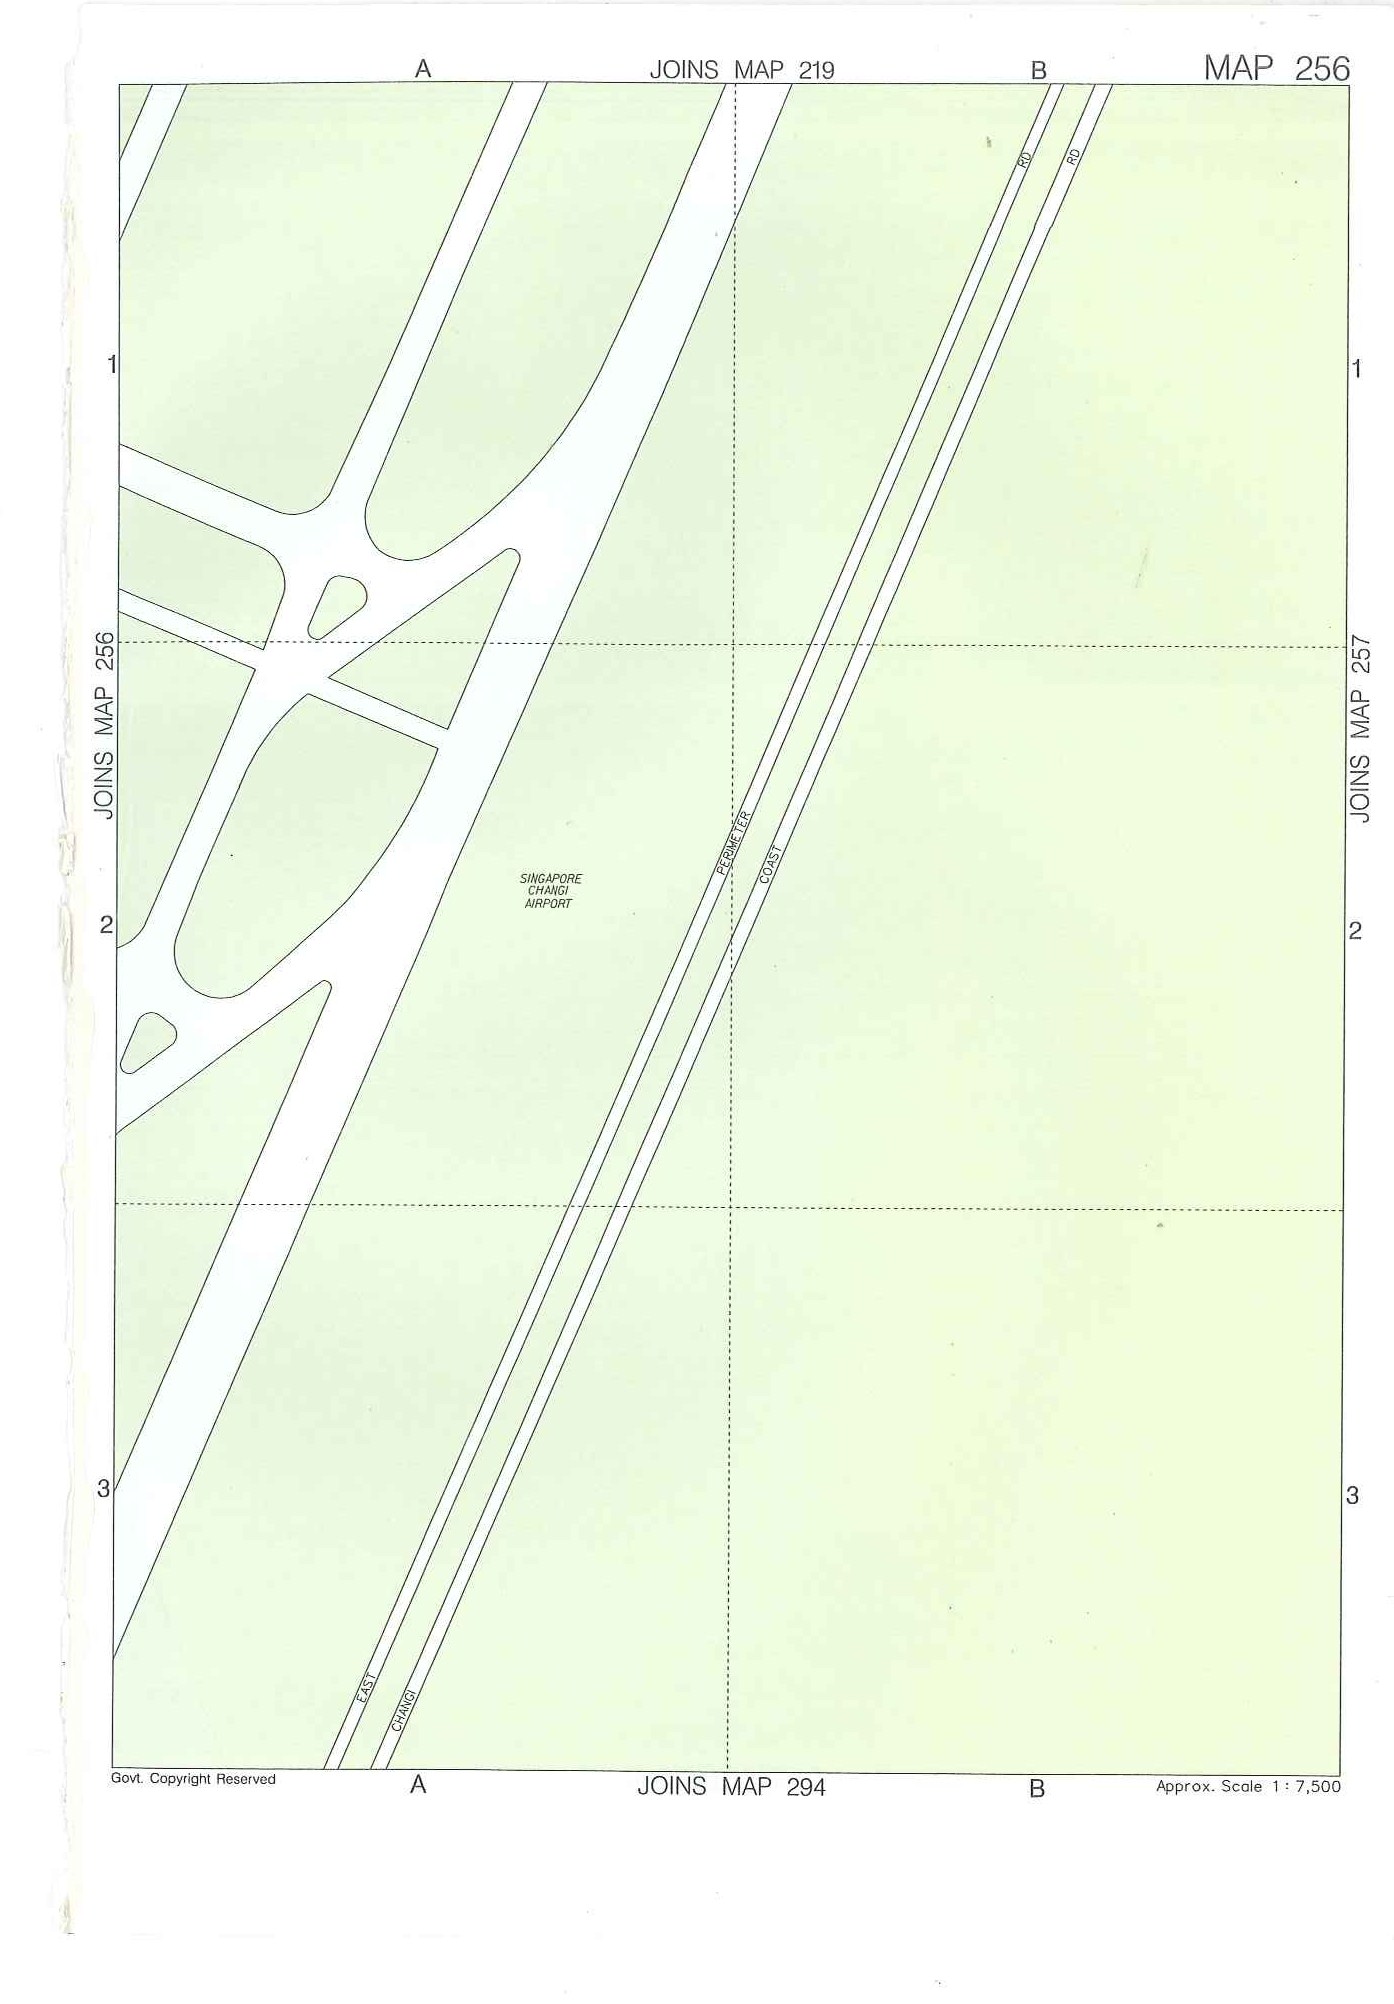 A JOINS MAP 219 B MAP 256
RD RD
1 1
JOINS MAP 256
JOINS MAP 257
PERIMETER
COAST
SINGAPORE
CHANGI
AIRPORT
2 2
3 3
EAST
CHANGI
Govt. Copyright Reserved A JOINS MAP 294 B Approx. Scale 1 : 7,500